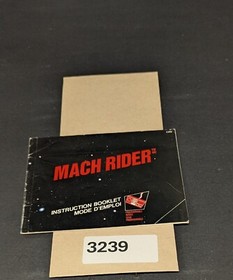 MACH RIDER
INSTRUCTION BOOKLET
MODE D'EMPLOI
3239